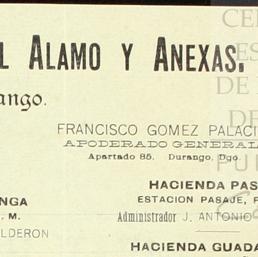 L ALAMO Y ANEXAS.
ango.
FRANCISCO GOMEZ PALACI
APODERADO GENERAL
Apartado 85. Durango, Dgo.
HACIENDA PAS
ESTACION PASAJE, F
NGA
. M.
Administrador J. ANTONIO
LDERON
HACIENDA GUADA